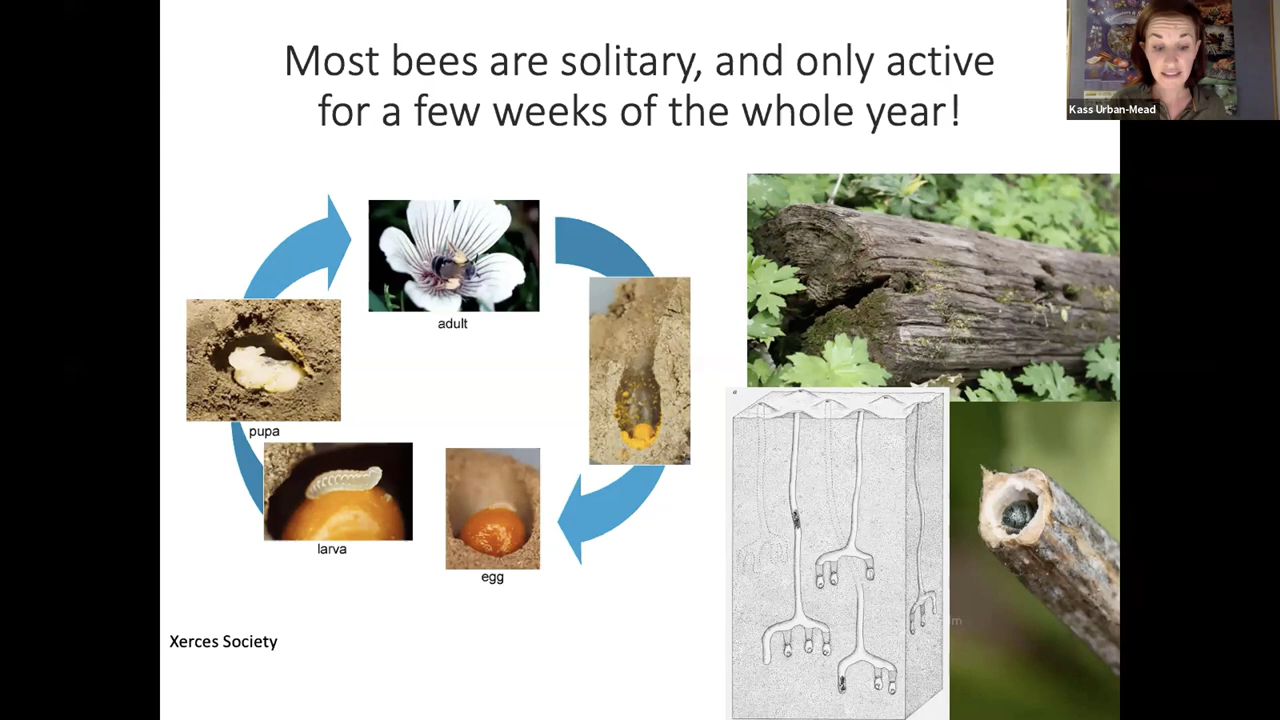 Most bees are solitary, and only active
for a few weeks of the whole year!
Kass Urban-Mead
adult
pupa
larva
egg
a
Xerces Society